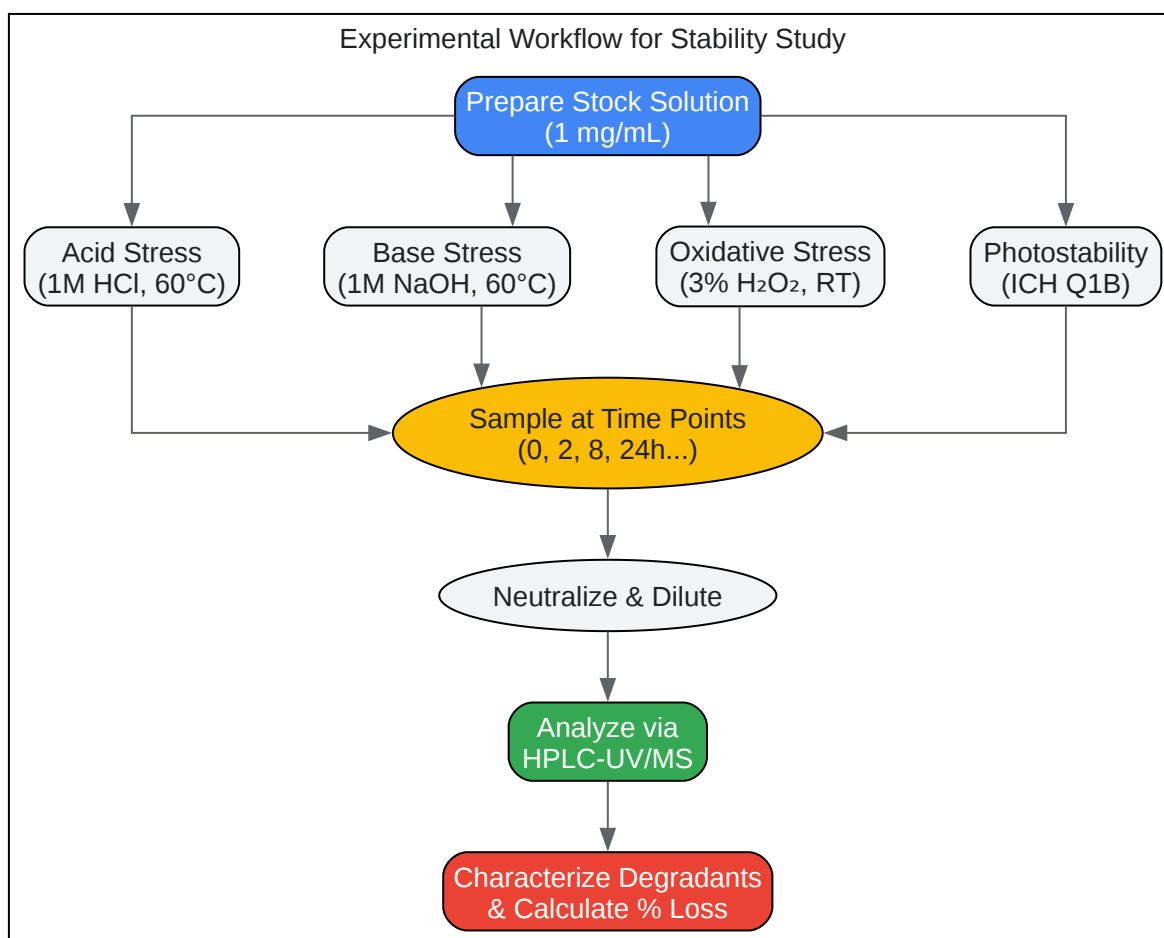 Experimental Workflow for Stability Study
Prepare Stock Solution
(1 mg/mL)
Acid Stress
(1M HCl, 60°C)
Base Stress
(1M NaOH, 60°C)
Oxidative Stress
(3% H₂O₂, RT)
Photostability
(ICH Q1B)
Sample at Time Points
(0, 2, 8, 24h...)
Neutralize & Dilute
Analyze via
HPLC-UV/MS
Characterize Degradants
& Calculate % Loss